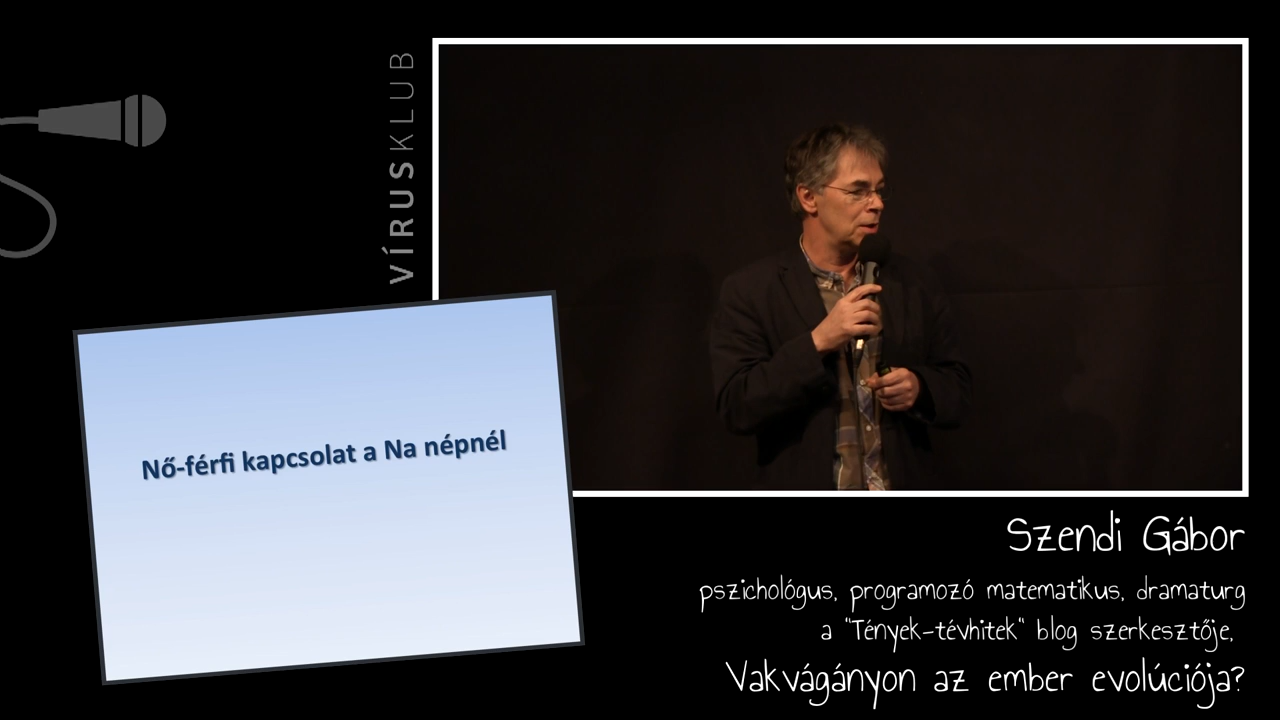 VÍRUSKLUB
Nő-férfi kapcsolat a Na népnél
Szendi Gábor
pszichológus, programozó matematikus, dramaturg
a "Tények-tévhitek" blog szerkesztője,
Vakvágányon az ember evolúciója?